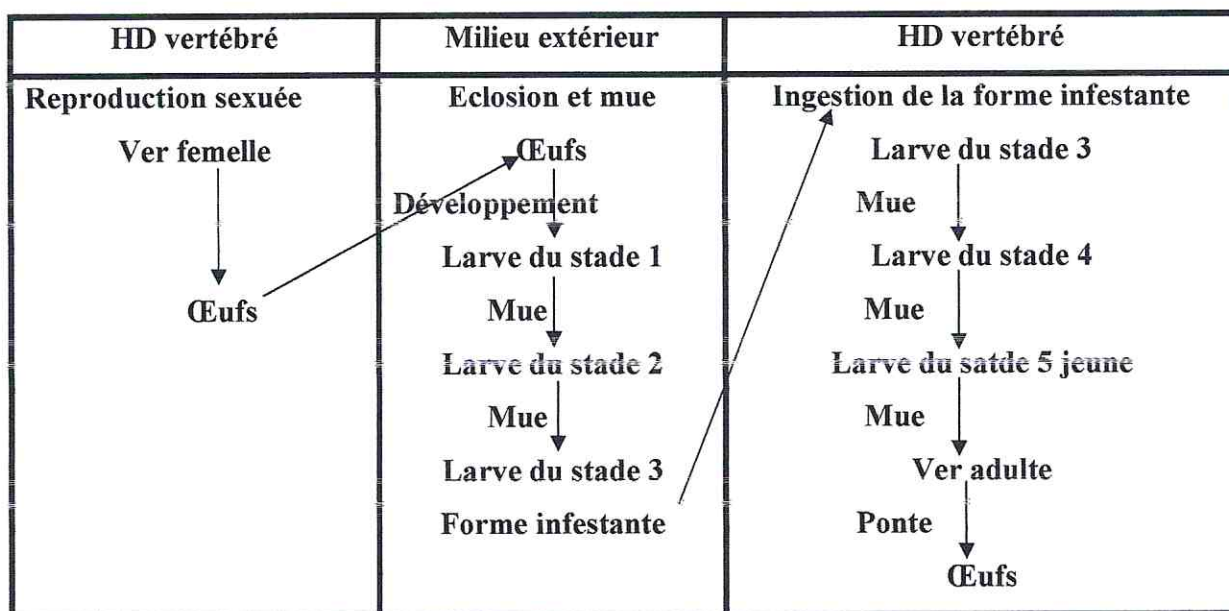 HD vertébré
Milieu extérieur
HD vertébré
Reproduction sexuée
Ver femelle
Œufs
Eclosion et mue
Œufs
Développement
Larve du stade 1
Mue
Larve du stade 2
Mue
Larve du stade 3
Forme infestante
Ingestion de la forme infestante
Larve du stade 3
Mue
Larve du stade 4
Mue
Larve du satde 5 jeune
Mue
Ver adulte
Ponte
Œufs